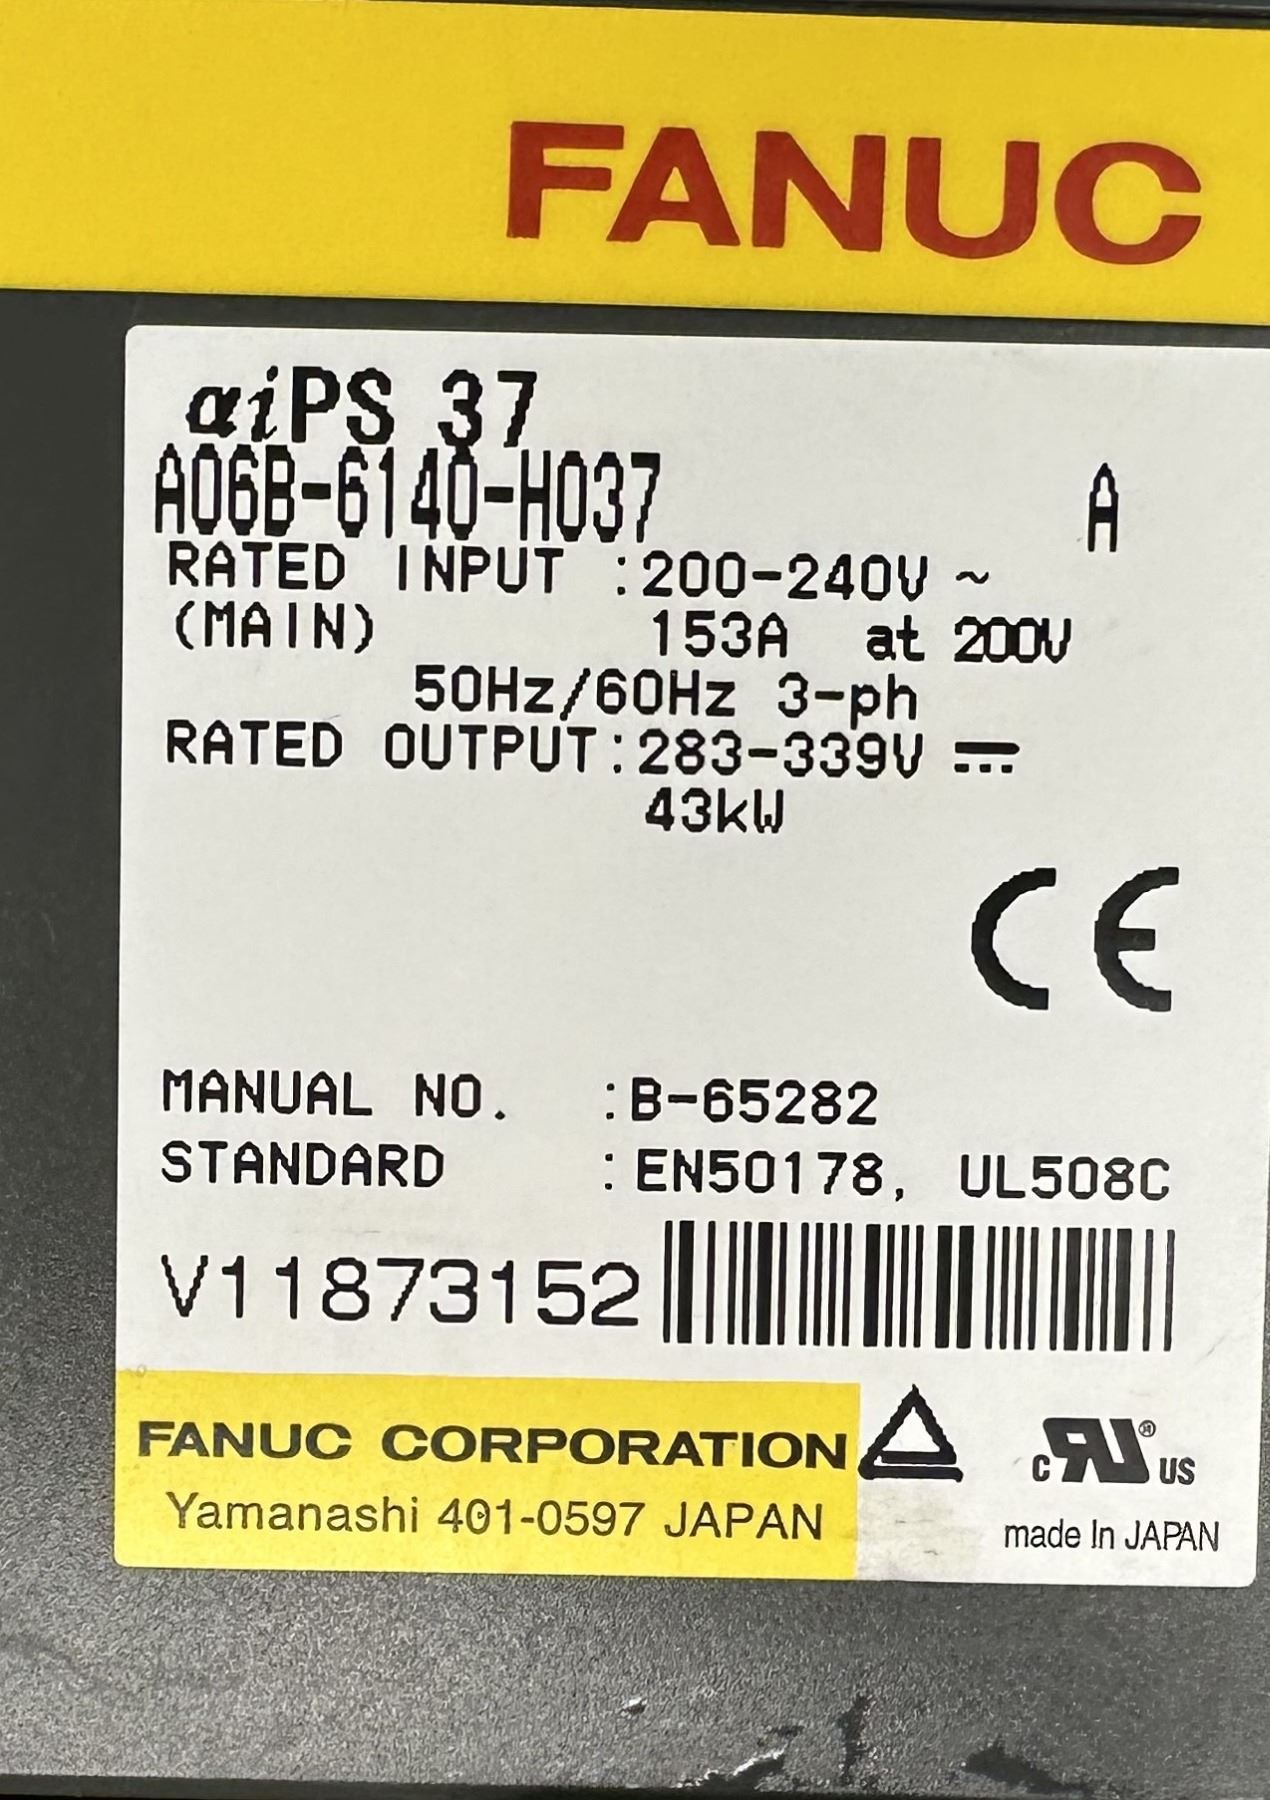 FANUC
αiPS 37
A06B-6140-H037 A
RATED INPUT :200-240V ~
(MAIN) 153A at 200V
50Hz/60Hz 3-ph
RATED OUTPUT:283-339V ⎓
43kW
CE
MANUAL NO. :B-65282
STANDARD :EN50178, UL508C
V11873152
FANUC CORPORATION
Yamanashi 401-0597 JAPAN
c RU ® US
made In JAPAN